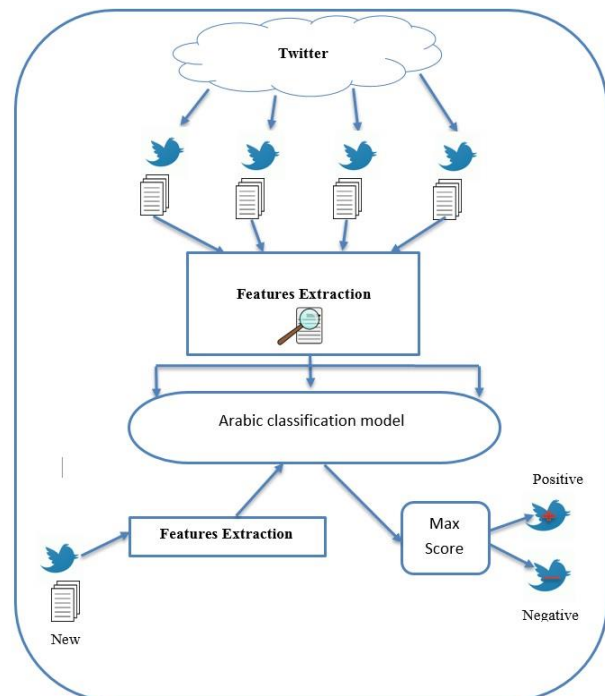 Twitter
Features Extraction
Arabic classification model
Features Extraction
Max
Score
Positive
Negative
New